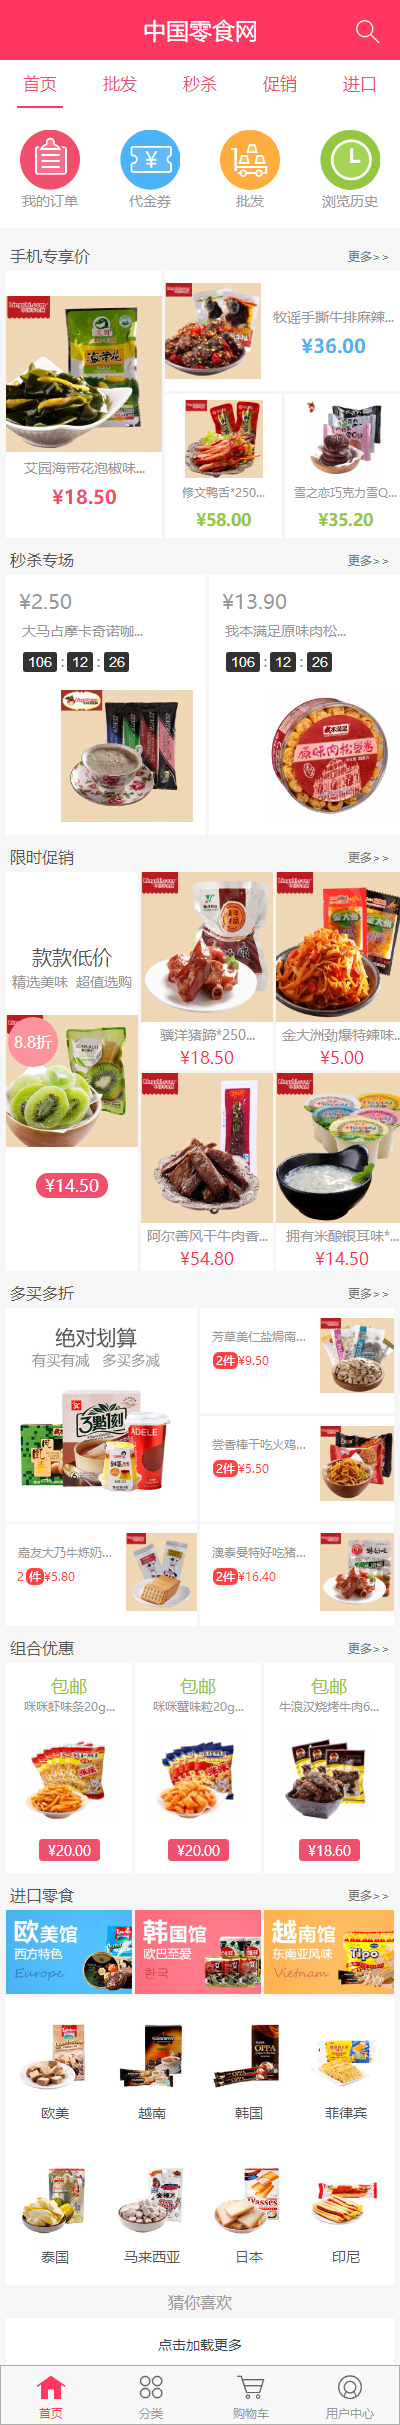 中国零食网
首页 批发 秒杀 促销 进口
我的订单 代金券 批发 浏览历史
手机专享价 更多>>
艾园海带花泡椒味...
¥18.50
牧谣手撕牛排麻辣...
¥36.00
修文鸭舌*250...
¥58.00
雪之恋巧克力雪Q...
¥35.20
秒杀专场 更多>>
¥2.50
大马占摩卡奇诺咖...
106 : 12 : 26
¥13.90
我本满足原味肉松...
106 : 12 : 26
限时促销 更多>>
款款低价
精选美味 超值选购
8.8折
¥14.50
骥洋猪蹄*250...
¥18.50
金大洲劲爆特辣味...
¥5.00
阿尔善风干牛肉香...
¥54.80
拥有米酿银耳味*...
¥14.50
多买多折 更多>>
绝对划算
有买有减 多买多减
3點1刻
ADELE
芳草美仁盐焗南...
2件¥9.50
尝香棒干吃火鸡...
2件¥5.50
嘉友大乃牛炼奶...
2 件¥5.80
澳泰曼特好吃猪...
2件¥16.40
组合优惠 更多>>
包邮
咪咪虾味条20g...
¥20.00
包邮
咪咪蟹味粒20g...
¥20.00
包邮
牛浪汉烧烤牛肉6...
¥18.60
进口零食 更多>>
欧美馆
西方特色
Europe
韩国馆
欧巴至爱
한국
越南馆
东南亚风味
Vietnam
Tipo
OPPA
欧美 越南 韩国 菲律宾
泰国 马来西亚 日本 印尼
猜你喜欢
点击加载更多
首页 分类 购物车 用户中心